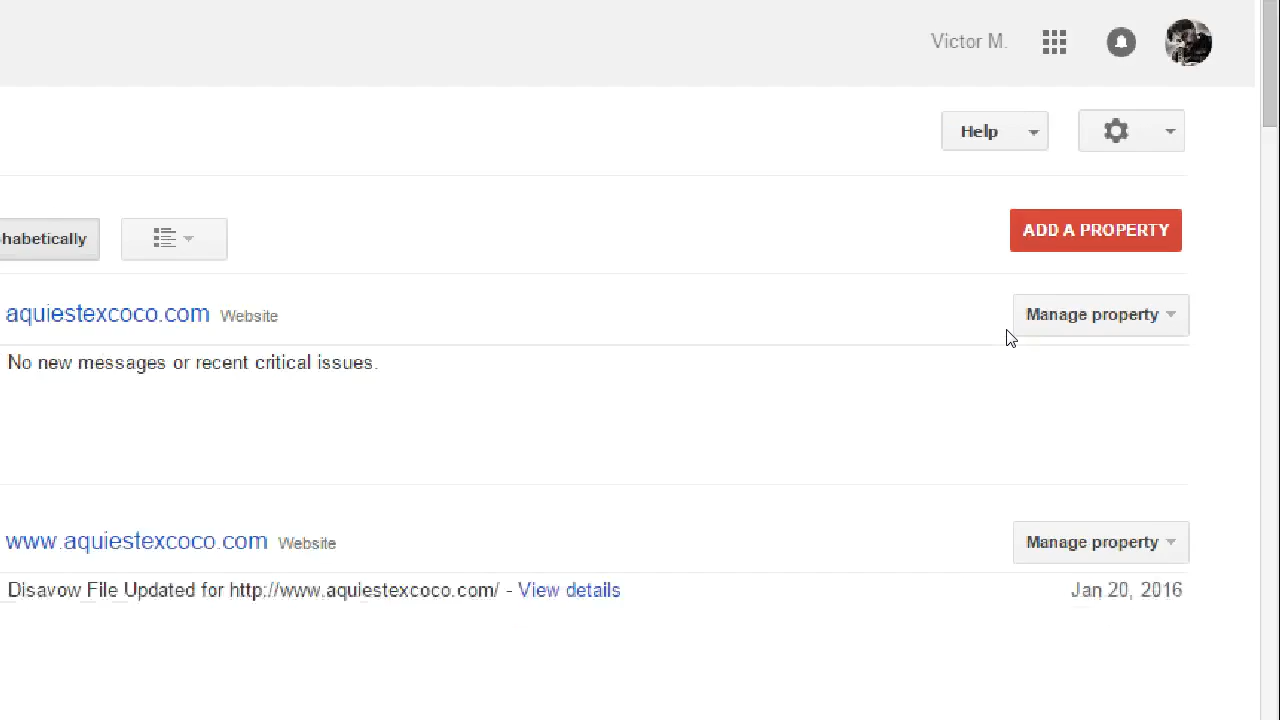 Victor M.
Help
habetically
ADD A PROPERTY
aquiestexcoco.com Website
Manage property
No new messages or recent critical issues.
www.aquiestexcoco.com Website
Manage property
Disavow File Updated for http://www.aquiestexcoco.com/ - View details
Jan 20, 2016